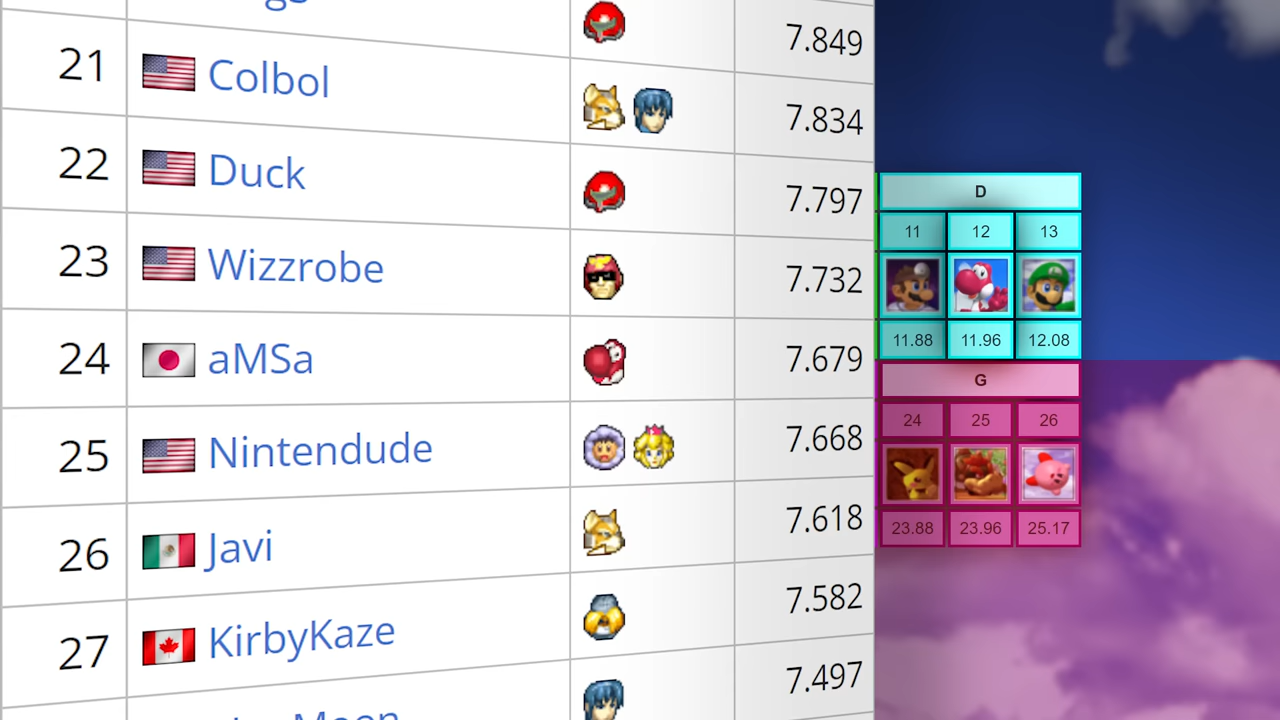 7.849
21 Colbol 7.834
22 Duck 7.797
23 Wizzrobe 7.732
24 aMSa 7.679
25 Nintendude 7.668
26 Javi 7.618
27 KirbyKaze 7.582
Moon 7.497
D
11 12 13
11.88 11.96 12.08
G
24 25 26
23.88 23.96 25.17